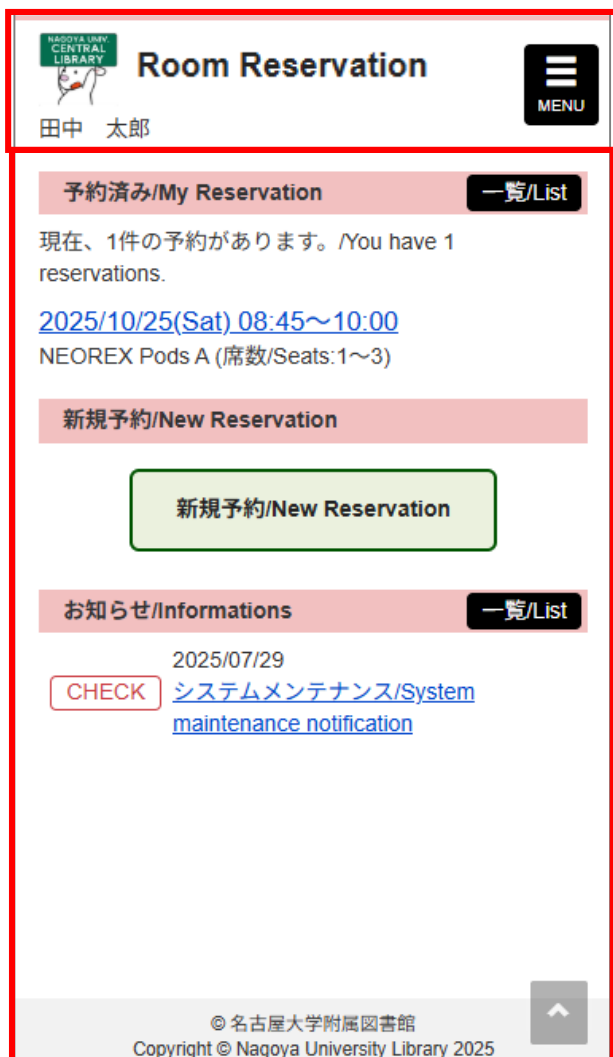 NAGOYA UNIV.
CENTRAL
LIBRARY
Room Reservation
MENU
田中　太郎
予約済み/My Reservation
一覧/List
現在、1件の予約があります。/You have 1
reservations.
2025/10/25(Sat) 08:45～10:00
NEOREX Pods A (席数/Seats:1～3)
新規予約/New Reservation
新規予約/New Reservation
お知らせ/Informations
一覧/List
2025/07/29
CHECK
システムメンテナンス/System
maintenance notification
© 名古屋大学附属図書館
Copyright © Nagoya University Library 2025